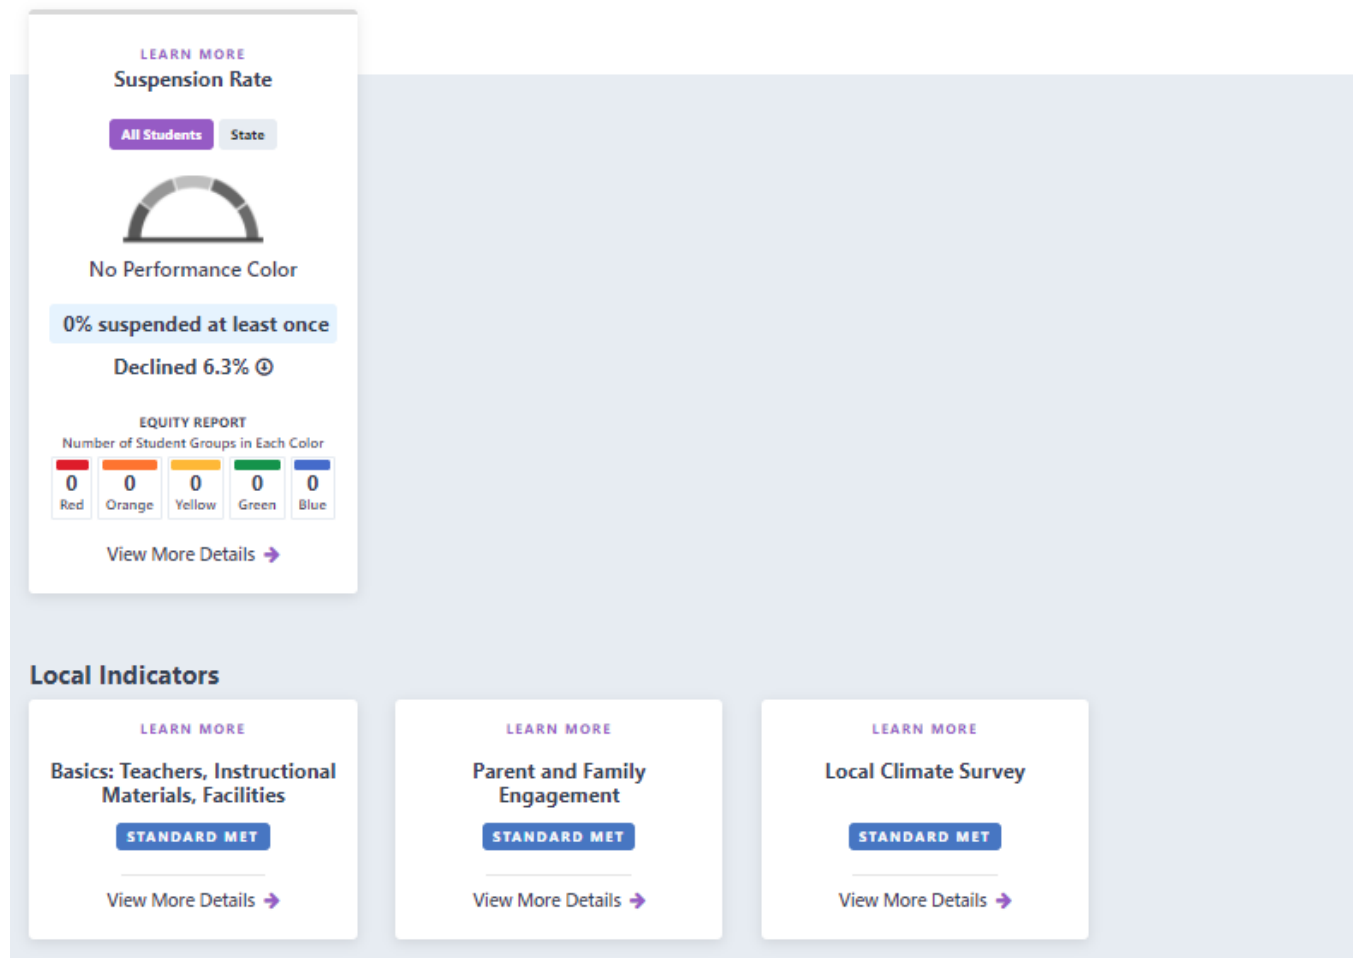 LEARN MORE
Suspension Rate
All Students State
No Performance Color
0% suspended at least once
Declined 6.3%
EQUITY REPORT
Number of Student Groups in Each Color
0 0 0 0 0
Red Orange Yellow Green Blue
View More Details
Local Indicators
LEARN MORE
Basics: Teachers, Instructional
Materials, Facilities
STANDARD MET
View More Details
LEARN MORE
Parent and Family
Engagement
STANDARD MET
View More Details
LEARN MORE
Local Climate Survey
STANDARD MET
View More Details